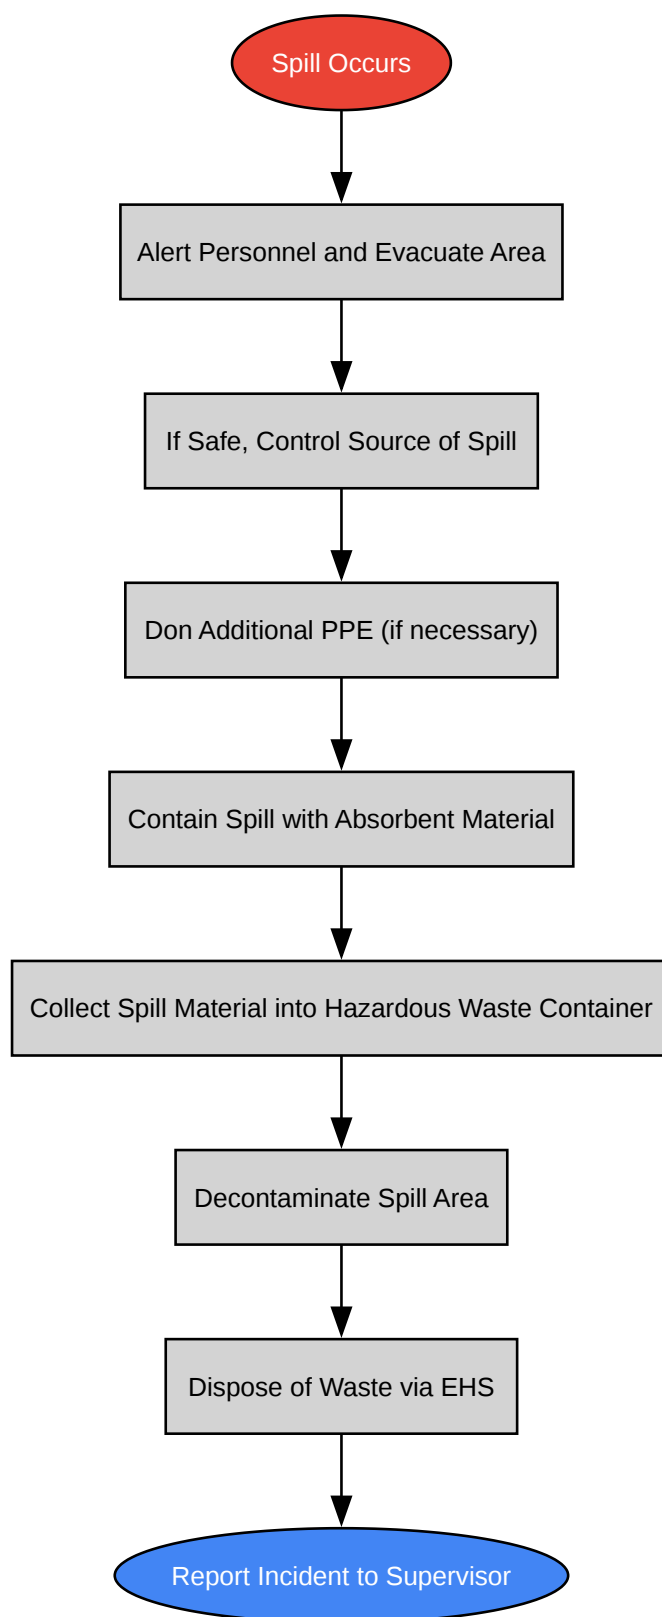 Spill Occurs
Alert Personnel and Evacuate Area
If Safe, Control Source of Spill
Don Additional PPE (if necessary)
Contain Spill with Absorbent Material
Collect Spill Material into Hazardous Waste Container
Decontaminate Spill Area
Dispose of Waste via EHS
Report Incident to Supervisor